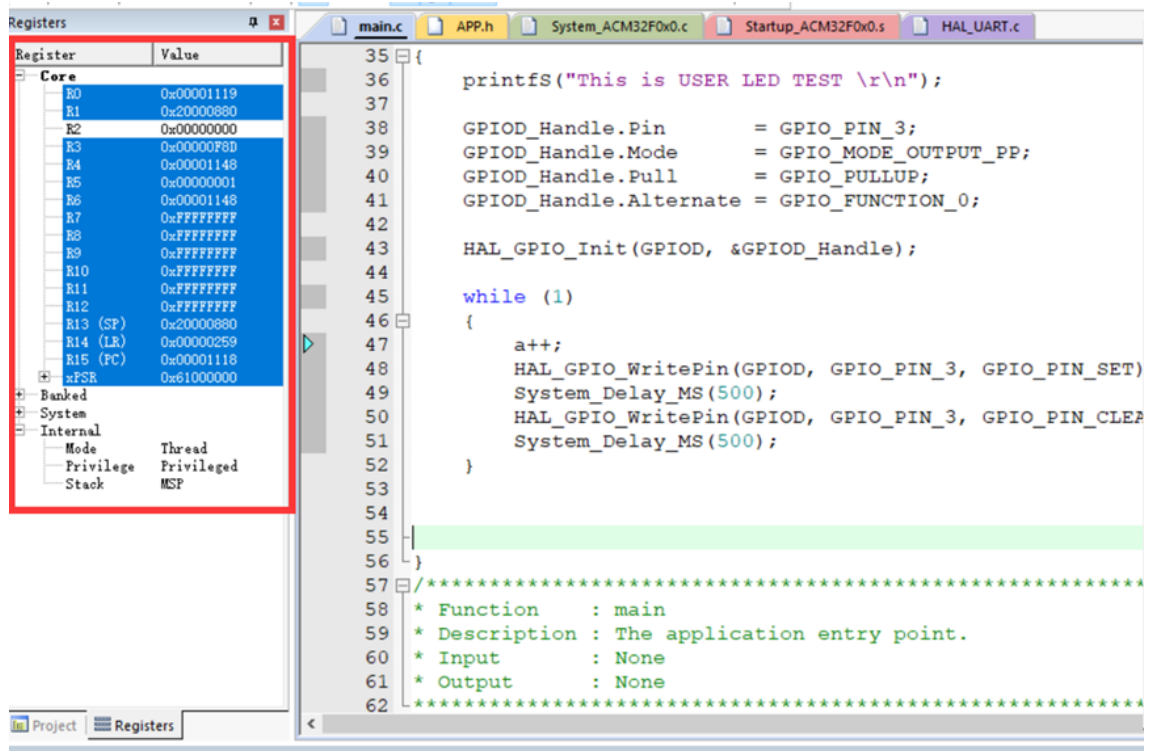 Registers
Register Value
Core
R0 0x00001119
R1 0x20000880
R2 0x00000000
R3 0x00000F8D
R4 0x00001148
R5 0x00000001
R6 0x00001148
R7 0xFFFFFFFF
R8 0xFFFFFFFF
R9 0xFFFFFFFF
R10 0xFFFFFFFF
R11 0xFFFFFFFF
R12 0xFFFFFFFF
R13 (SP) 0x20000880
R14 (LR) 0x00000259
R15 (PC) 0x00001118
xPSR 0x61000000
Banked
System
Internal
Mode Thread
Privilege Privileged
Stack MSP
Project Registers
main.c APP.h System_ACM32F0x0.c Startup_ACM32F0x0.s HAL_UART.c
35 {
36 printfS("This is USER LED TEST \r\n");
37
38 GPIOD_Handle.Pin = GPIO_PIN_3;
39 GPIOD_Handle.Mode = GPIO_MODE_OUTPUT_PP;
40 GPIOD_Handle.Pull = GPIO_PULLUP;
41 GPIOD_Handle.Alternate = GPIO_FUNCTION_0;
42
43 HAL_GPIO_Init(GPIOD, &GPIOD_Handle);
44
45 while (1)
46 {
47 a++;
48 HAL_GPIO_WritePin(GPIOD, GPIO_PIN_3, GPIO_PIN_SET)
49 System_Delay_MS(500);
50 HAL_GPIO_WritePin(GPIOD, GPIO_PIN_3, GPIO_PIN_CLEA
51 System_Delay_MS(500);
52 }
53
54
55
56 }
57 /*********************************************************
58 * Function : main
59 * Description : The application entry point.
60 * Input : None
61 * Output : None
62 **********************************************************